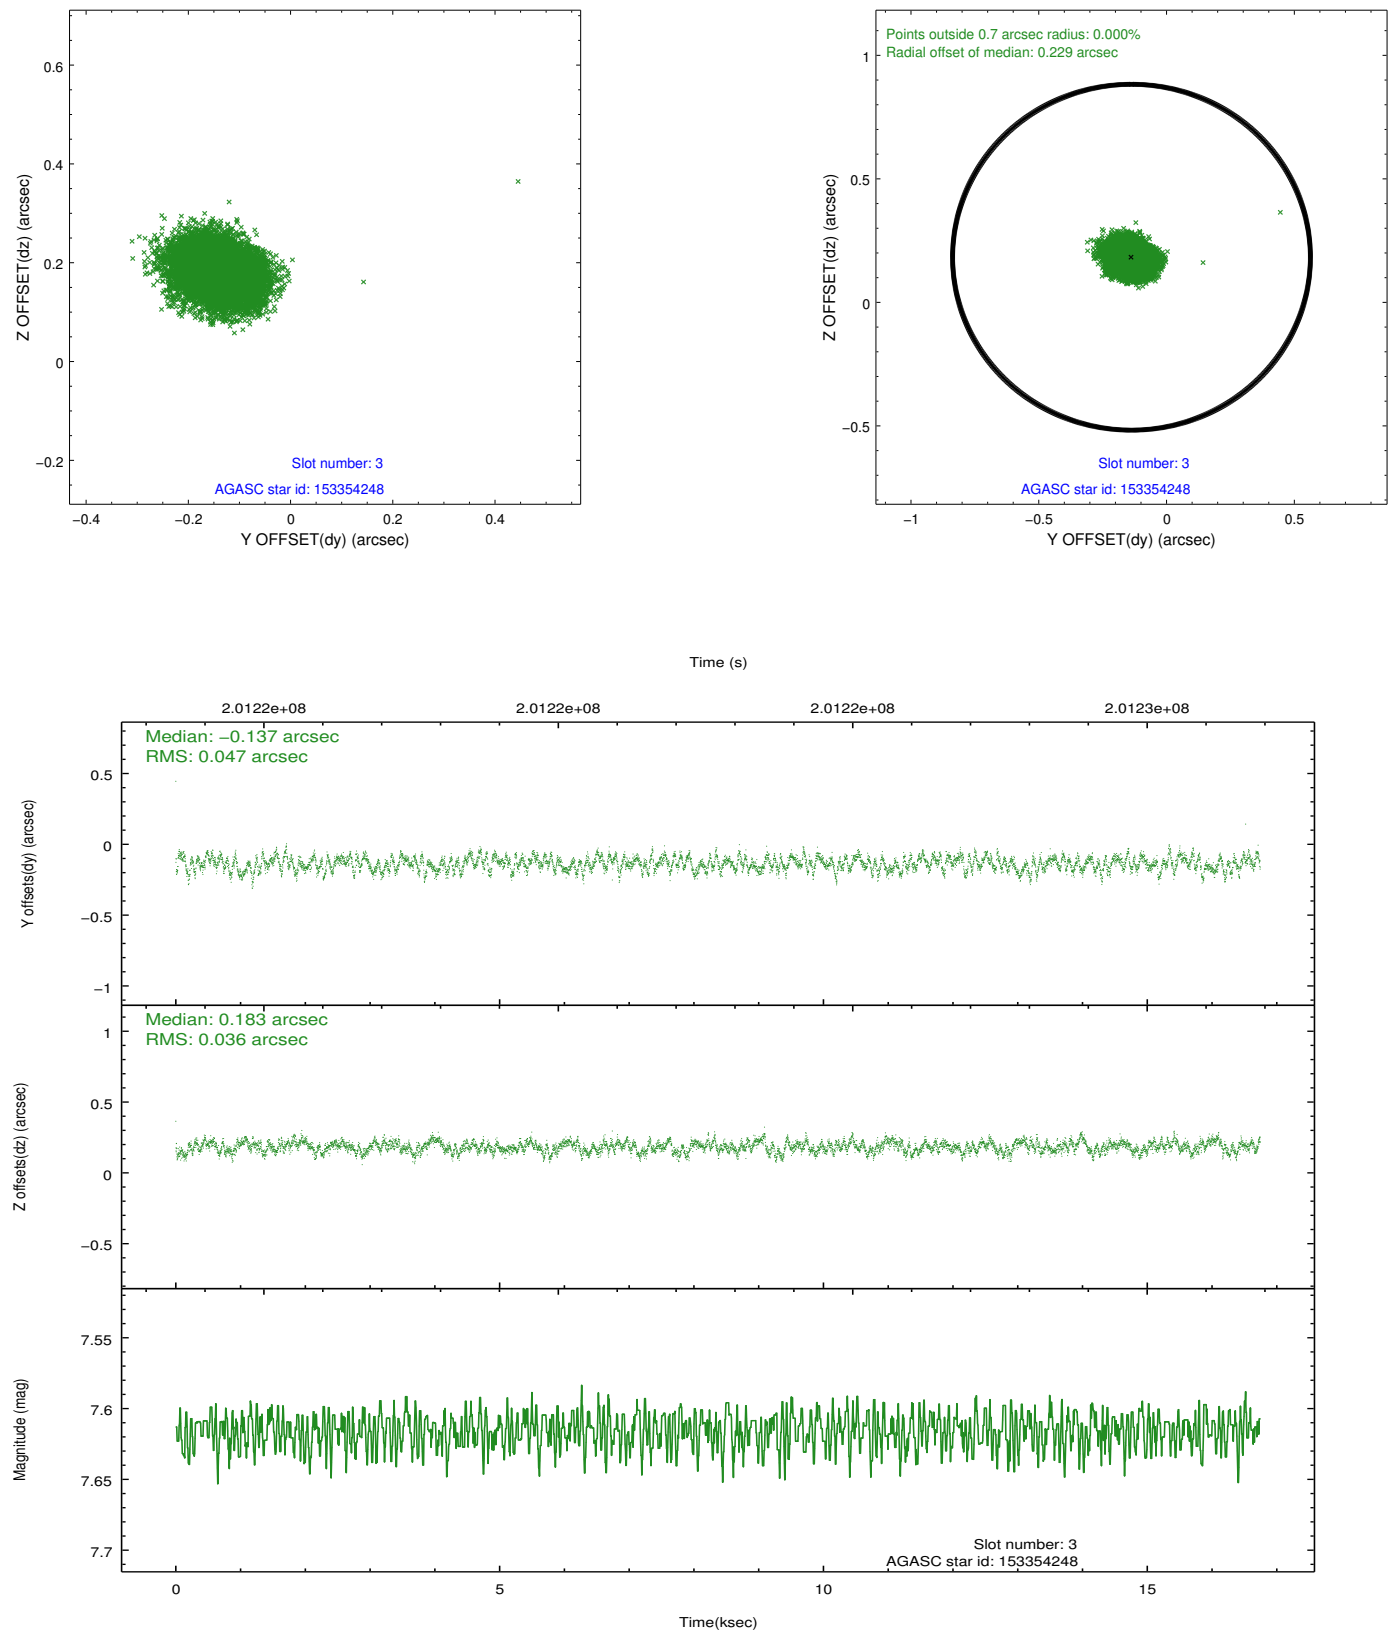 0.6
0.4
0.2
0
−0.2
−0.4
−0.2
0
0.2
0.4
Z OFFSET(dz) (arcsec)
Y OFFSET(dy) (arcsec)
Slot number: 3
AGASC star id: 153354248
Points outside 0.7 arcsec radius: 0.000%
Radial offset of median: 0.229 arcsec
1
0.5
0
−0.5
−1
−0.5
0
0.5
Z OFFSET(dz) (arcsec)
Y OFFSET(dy) (arcsec)
Slot number: 3
AGASC star id: 153354248
Time (s)
2.0122e+08
2.0122e+08
2.0122e+08
2.0123e+08
Median: −0.137 arcsec
RMS: 0.047 arcsec
0.5
0
−0.5
−1
Y offsets(dy) (arcsec)
Median: 0.183 arcsec
RMS: 0.036 arcsec
1
0.5
0
−0.5
Z offsets(dz) (arcsec)
7.55
7.6
7.65
7.7
Magnitude (mag)
Slot number: 3
AGASC star id: 153354248
0
5
10
15
Time(ksec)